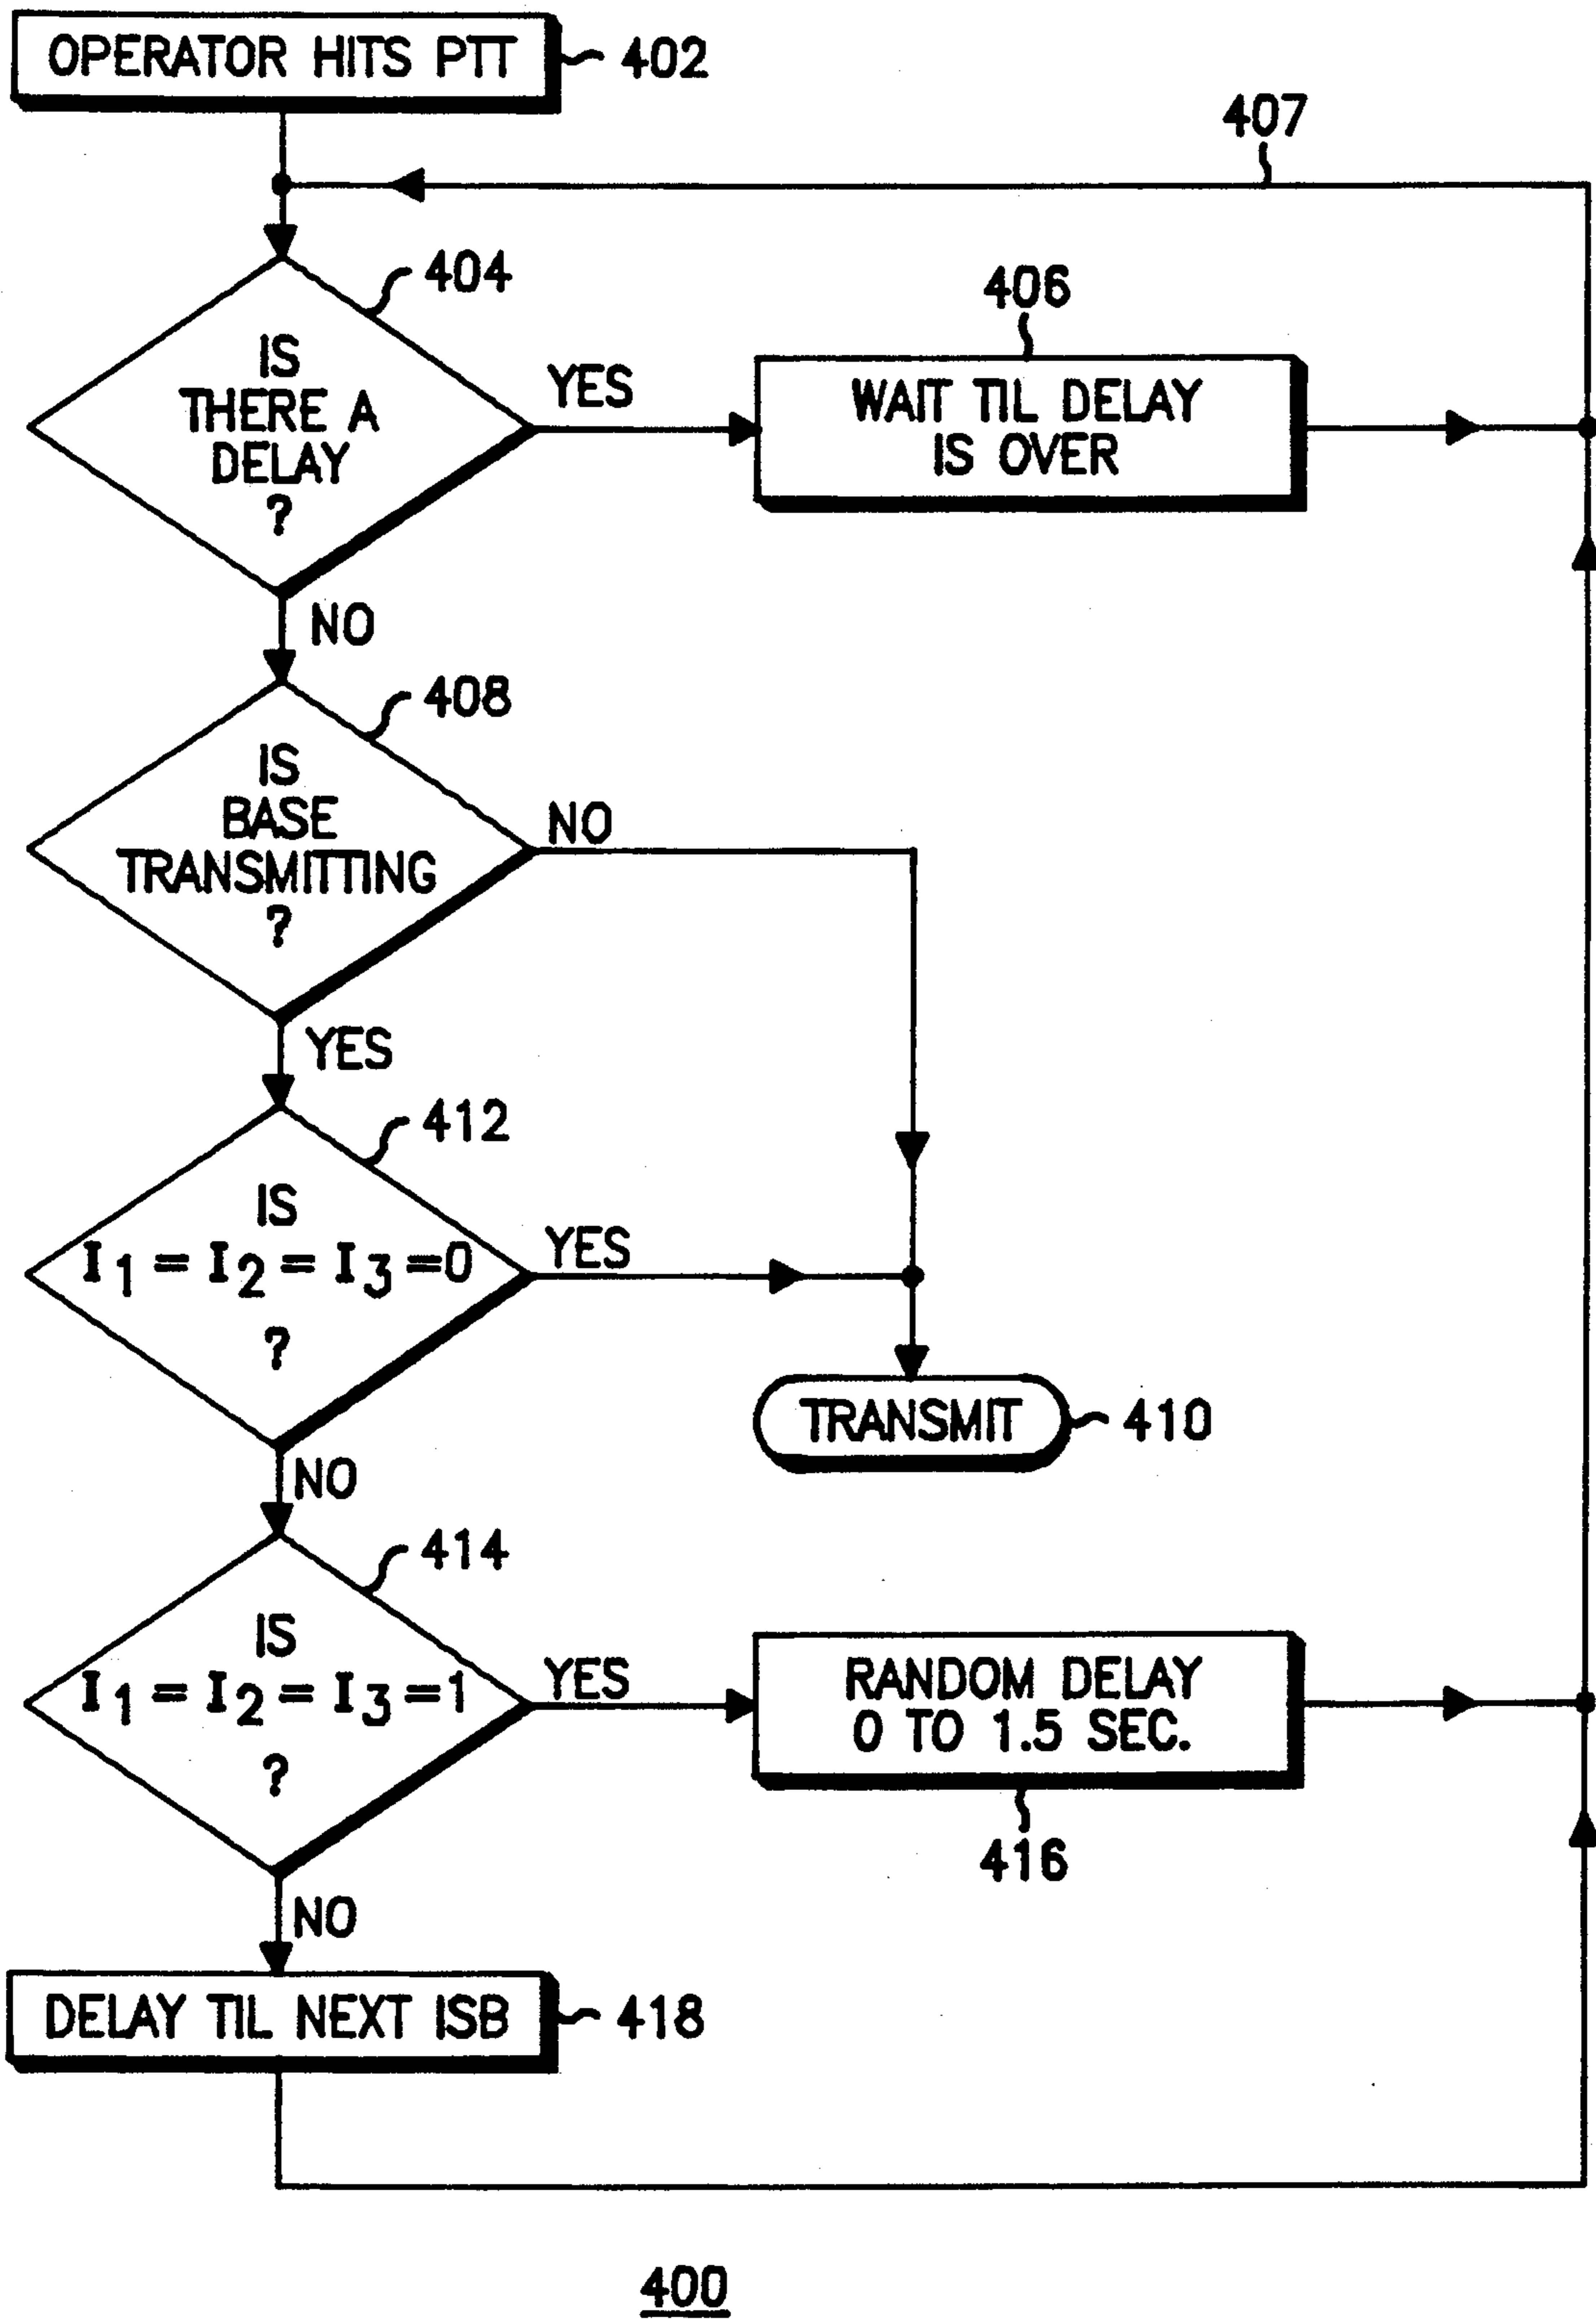 OPERATOR HITS PTT
402
407
404
IS
THERE A
DELAY
?
YES
406
WAIT TIL DELAY
IS OVER
NO
408
IS
BASE
TRANSMITTING
?
NO
YES
412
IS
I1 = I2 = I3 = 0
?
YES
TRANSMIT
410
NO
414
IS
I1 = I2 = I3 = 1
?
YES
RANDOM DELAY
0 TO 1.5 SEC.
416
NO
DELAY TIL NEXT ISB
418
400